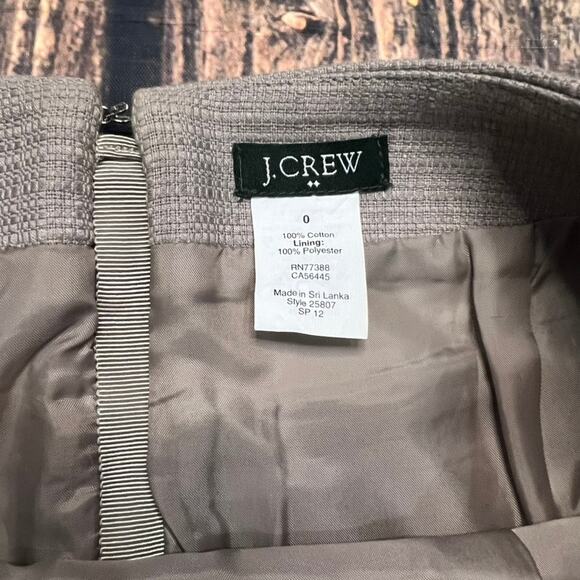 J.CREW
0
100% Cotton
Lining:
100% Polyester
RN77388
CA56445
Made in Sri Lanka
Style 25807
SP 12